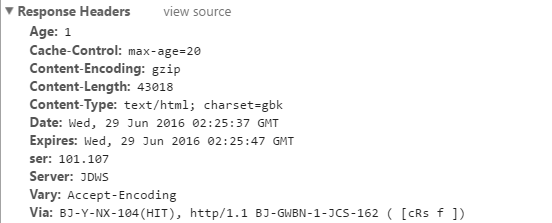 Response Headers view source
Age: 1
Cache-Control: max-age=20
Content-Encoding: gzip
Content-Length: 43018
Content-Type: text/html; charset=gbk
Date: Wed, 29 Jun 2016 02:25:37 GMT
Expires: Wed, 29 Jun 2016 02:25:47 GMT
ser: 101.107
Server: JDWS
Vary: Accept-Encoding
Via: BJ-Y-NX-104(HIT), http/1.1 BJ-GWBN-1-JCS-162 ( [cRs f ])